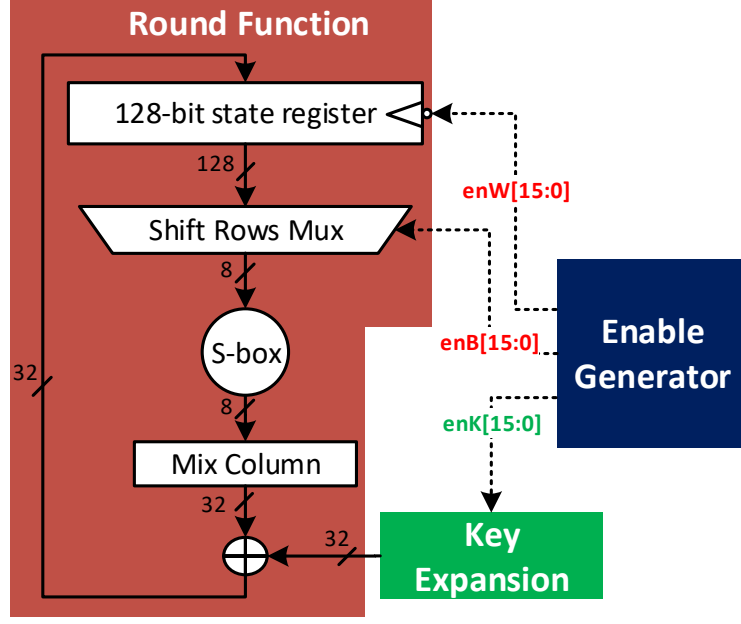 Round Function
128-bit state register
128
enW[15:0]
Shift Rows Mux
8
enB[15:0]
Enable
Generator
S-box
32
8
enK[15:0]
Mix Column
32
32
Key
Expansion